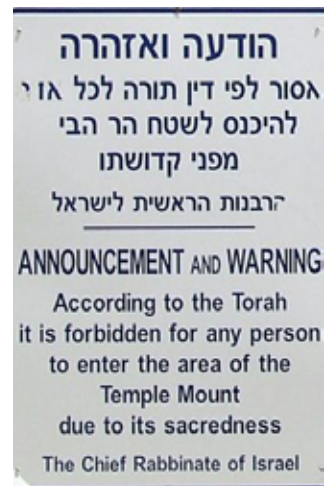 הודעה ואזהרה
אסור לפי דין תורה לכל
להיכנס לשטח הר הבי
מפני קדושתו
הרבנות הראשית לישראל
ANNOUNCEMENT AND WARNING
According to the Torah
it is forbidden for any person
to enter the area of the
Temple Mount
due to its sacredness
The Chief Rabbinate of Israel